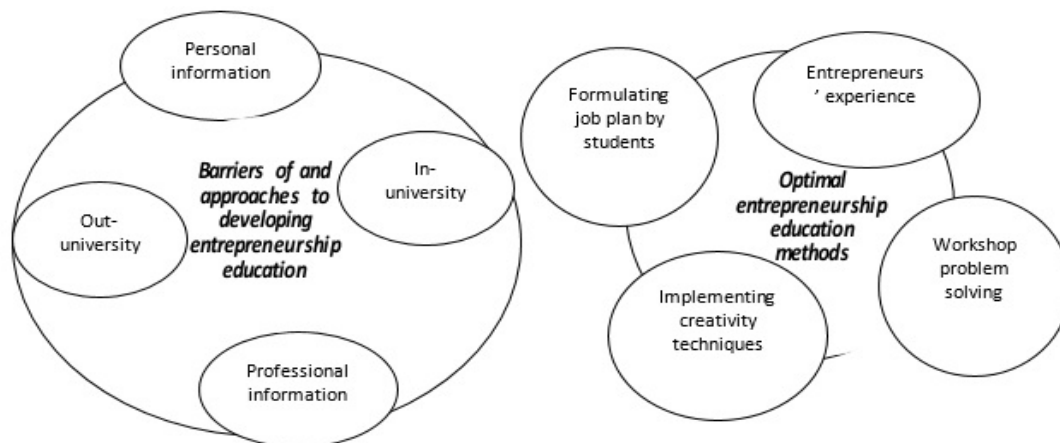 Personal
information
In-
university
Barriers of and
approaches to
developing
entrepreneurship
education
Out-
university
Professional
information
Formulating
job plan by
students
Entrepreneurs
’ experience
Optimal
entrepreneurship
education
methods
Workshop
problem
solving
Implementing
creativity
techniques